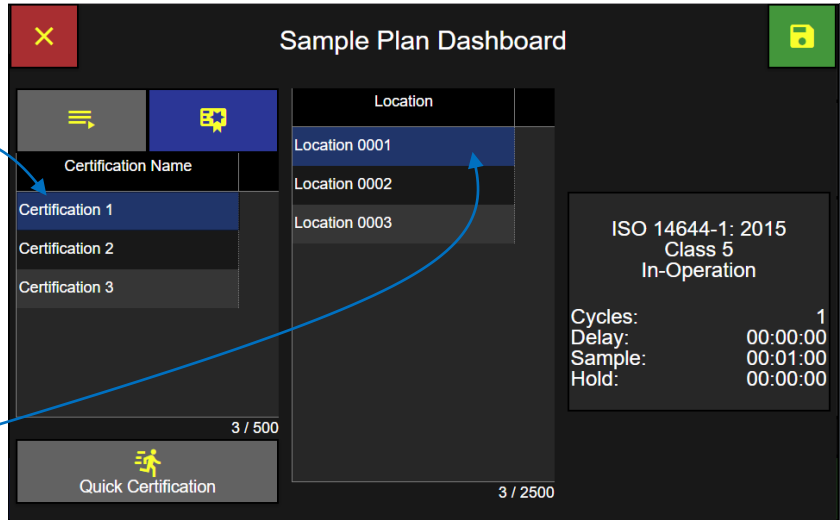 Sample Plan Dashboard
Certification Name
Certification 1
Certification 2
Certification 3
3 / 500
Quick Certification
Location
Location 0001
Location 0002
Location 0003
3 / 2500
ISO 14644-1: 2015
Class 5
In-Operation
Cycles: 1
Delay: 00:00:00
Sample: 00:01:00
Hold: 00:00:00